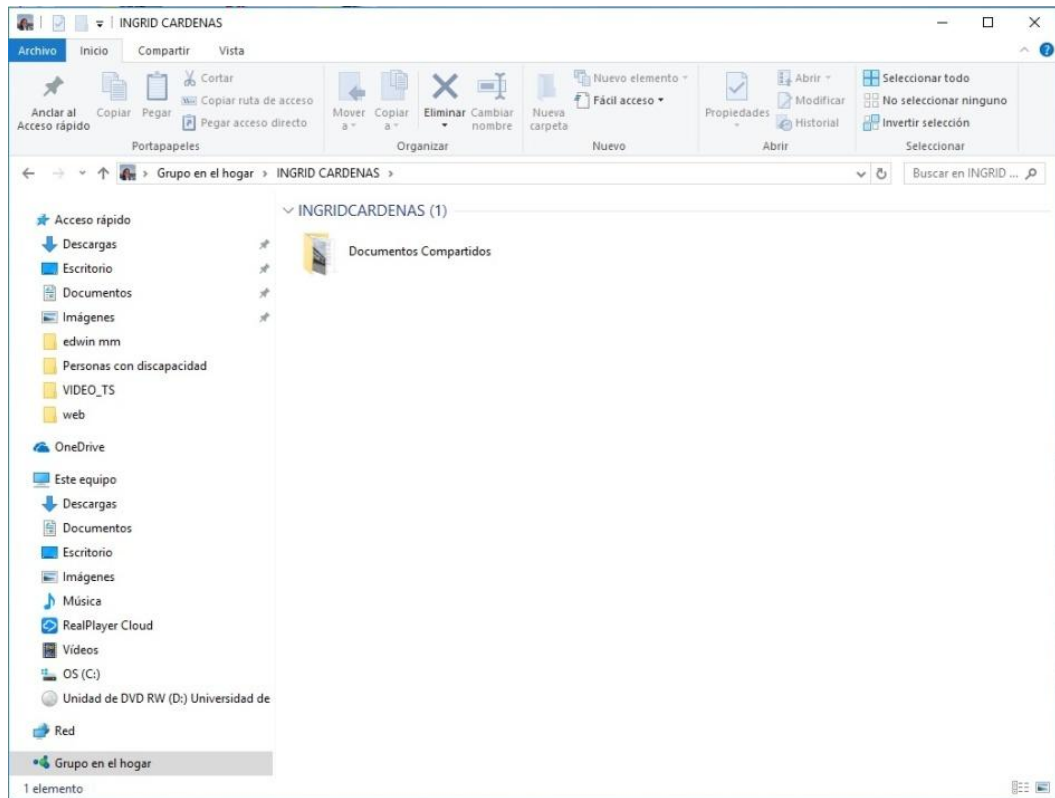 INGRID CARDENAS
Archivo Inicio Compartir Vista
Anclar al Acceso rápido
Copiar
Pegar
Cortar
Copiar ruta de acceso
Pegar acceso directo
Portapapeles
Mover a
Copiar a
Eliminar
Cambiar nombre
Organizar
Nueva carpeta
Nuevo elemento
Fácil acceso
Nuevo
Propiedades
Abrir
Modificar
Historial
Abrir
Seleccionar todo
No seleccionar ninguno
Invertir selección
Seleccionar
Grupo en el hogar > INGRID CARDENAS >
Buscar en INGRID ...
Acceso rápido
Descargas
Escritorio
Documentos
Imágenes
edwin mm
Personas con discapacidad
VIDEO_TS
web
OneDrive
Este equipo
Descargas
Documentos
Escritorio
Imágenes
Música
RealPlayer Cloud
Vídeos
OS (C:)
Unidad de DVD RW (D:) Universidad de
Red
Grupo en el hogar
INGRIDCARDENAS (1)
Documentos Compartidos
1 elemento